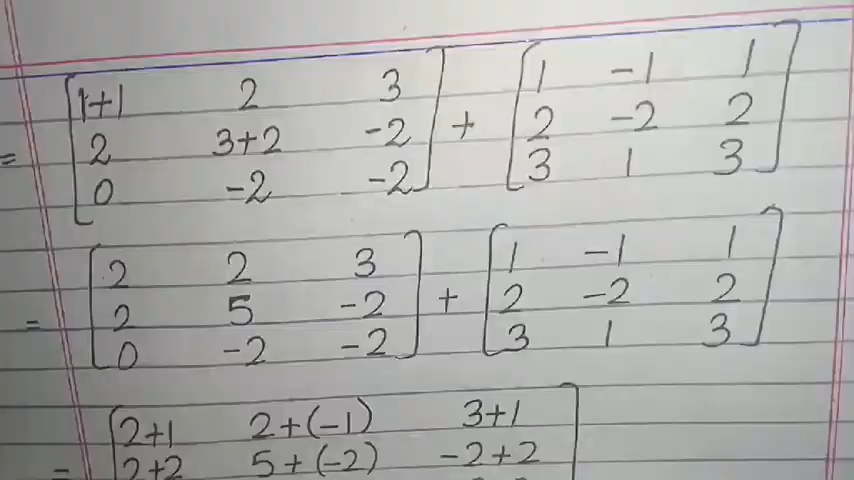 1+1 2 3 1 -1 1
= 2 3+2 -2 + 2 -2 2
0 -2 -2 3 1 3
2 2 3 1 -1 1
= 2 5 -2 + 2 -2 2
0 -2 -2 3 1 3
2+1 2+(-1) 3+1
= 2+2 5+(-2) -2+2